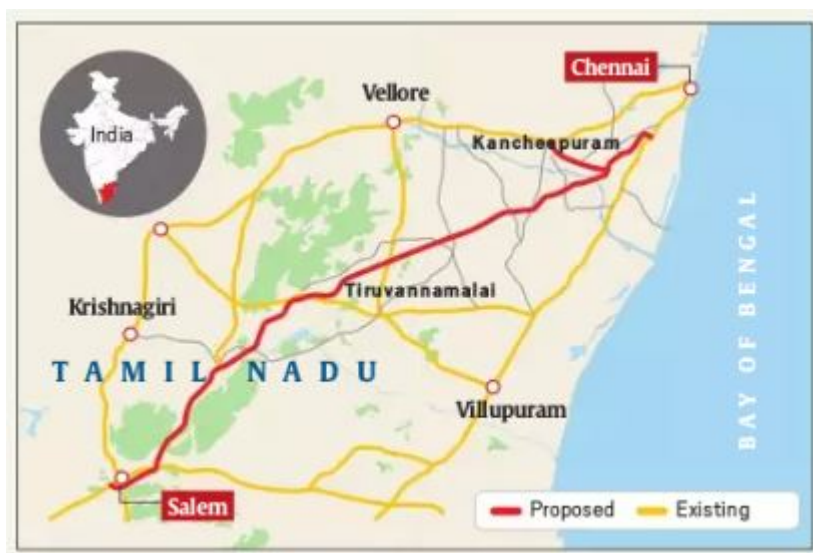 Chennai
Vellore
India
Kancheepuram
Tiruvannamalai
Krishnagiri
TAMIL NADU
Villupuram
BAY OF BENGAL
Salem
Proposed
Existing